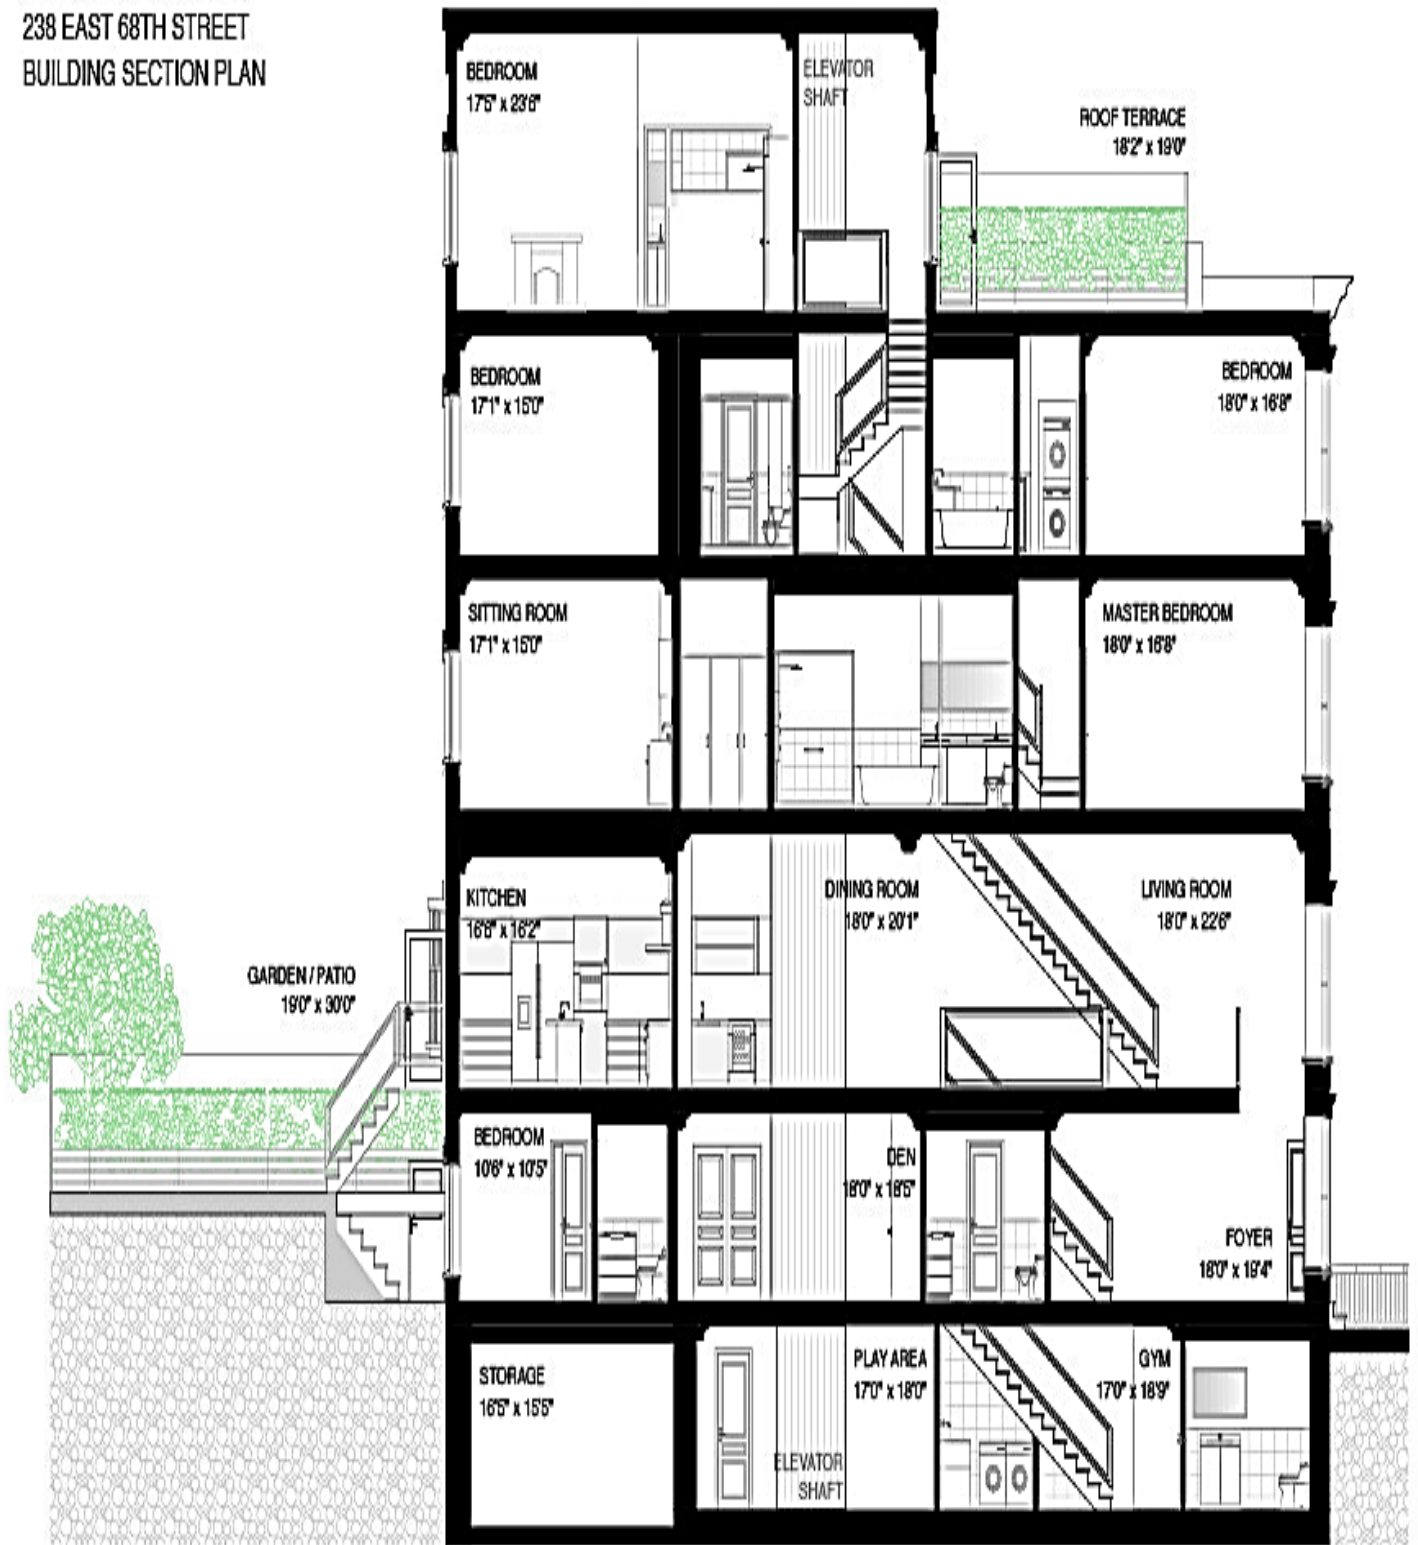 238 EAST 68TH STREET
BUILDING SECTION PLAN
BEDROOM
17'5" x 23'6"
ELEVATOR
SHAFT
ROOF TERRACE
18'2" x 19'0"
BEDROOM
17'1" x 15'0"
BEDROOM
18'0" x 16'8"
SITTING ROOM
17'1" x 15'0"
MASTER BEDROOM
18'0" x 16'8"
KITCHEN
16'8" x 16'2"
DINING ROOM
18'0" x 20'1"
LIVING ROOM
18'0" x 22'6"
GARDEN / PATIO
19'0" x 30'0"
BEDROOM
10'6" x 10'5"
DEN
18'0" x 18'5"
FOYER
18'0" x 19'4"
STORAGE
16'5" x 15'5"
PLAY AREA
17'0" x 18'0"
GYM
17'0" x 18'9"
ELEVATOR
SHAFT